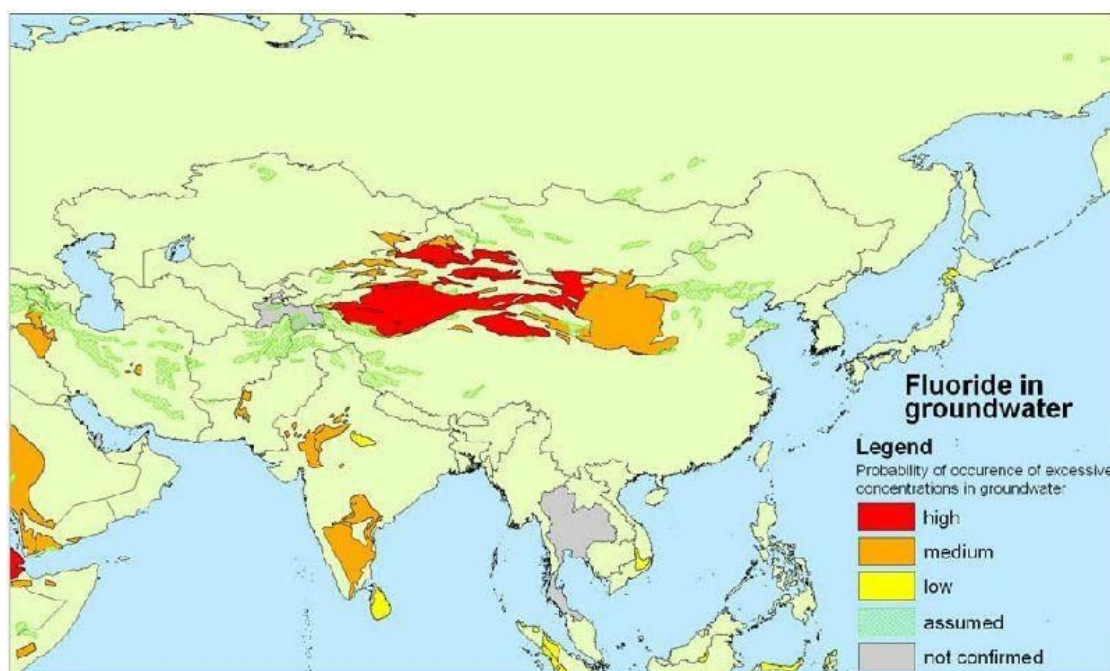 Fluoride in
groundwater
Legend
Probability of occurence of excessive
concentrations in groundwater
high
medium
low
assumed
not confirmed